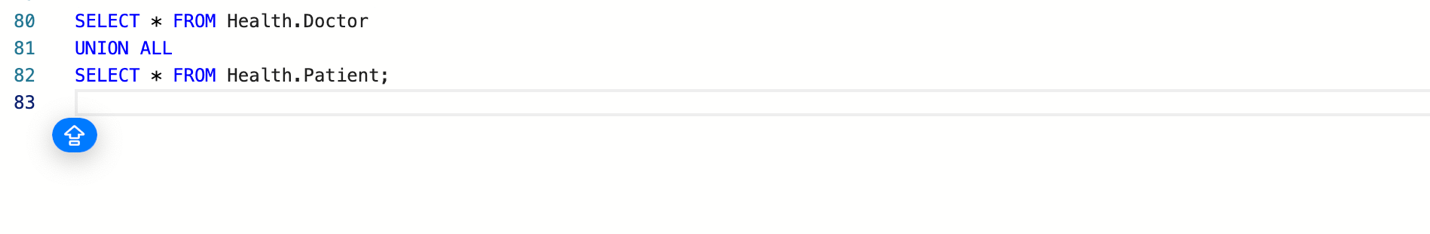 80 SELECT * FROM Health.Doctor
81 UNION ALL
82 SELECT * FROM Health.Patient;
83